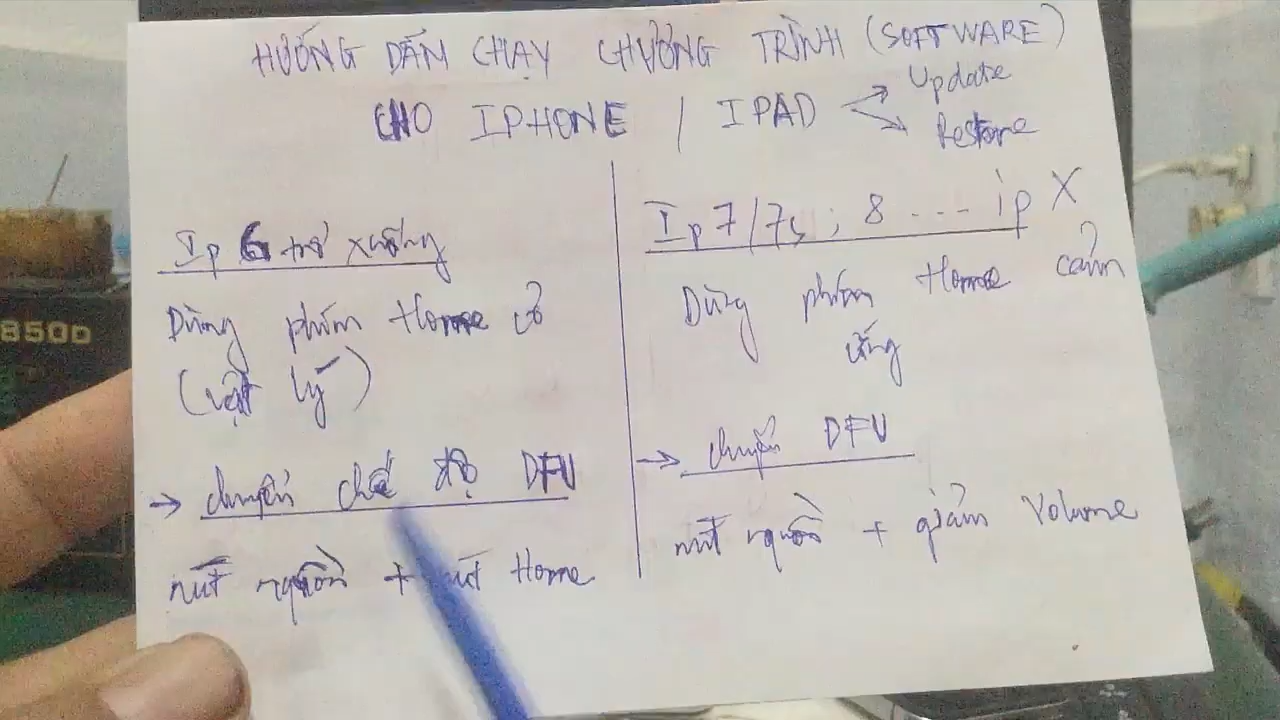 HƯỚNG DẪN CHẠY CHƯƠNG TRÌNH (SOFTWARE)
CHO IPHONE / IPAD
Update
Restore
Ip 6 trở xuống
Dùng phím Home cơ
(vật lý)
→ chuyển chế độ DFU
nút nguồn + nút Home
Ip 7/7s; 8 .... ip X
Dùng phím Home cảm
ứng
→ chuyển DFU
nút nguồn + giảm Volume
850D